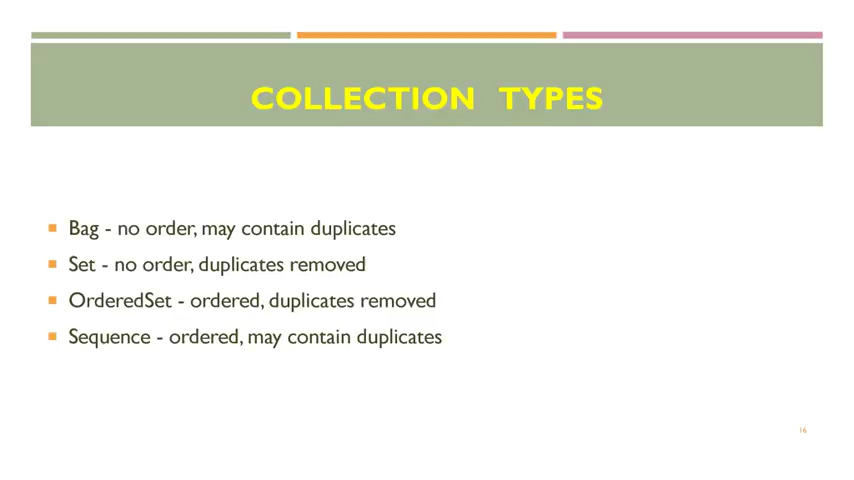 COLLECTION TYPES
Bag - no order, may contain duplicates
Set - no order, duplicates removed
OrderedSet - ordered, duplicates removed
Sequence - ordered, may contain duplicates
16